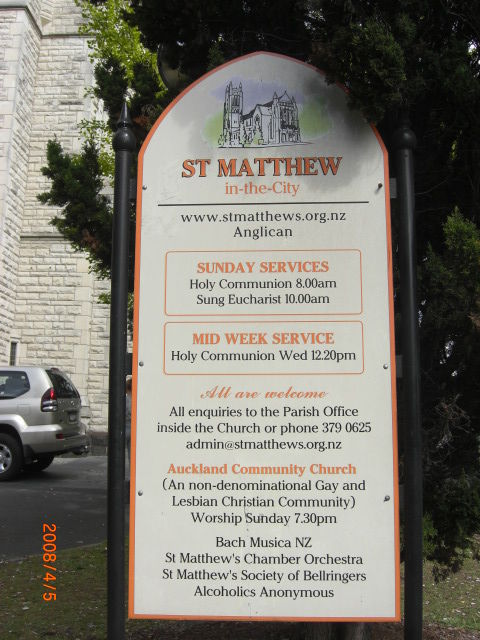 ST MATTHEW
in-the-City
www.stmatthews.org.nz
Anglican
SUNDAY SERVICES
Holy Communion 8.00am
Sung Eucharist 10.00am
MID WEEK SERVICE
Holy Communion Wed 12.20pm
All are welcome
All enquiries to the Parish Office
inside the Church or phone 379 0625
admin@stmatthews.org.nz
Auckland Community Church
(An non-denominational Gay and
Lesbian Christian Community)
Worship Sunday 7.30pm
Bach Musica NZ
St Matthew's Chamber Orchestra
St Matthew's Society of Bellringers
Alcoholics Anonymous
2008/4/5